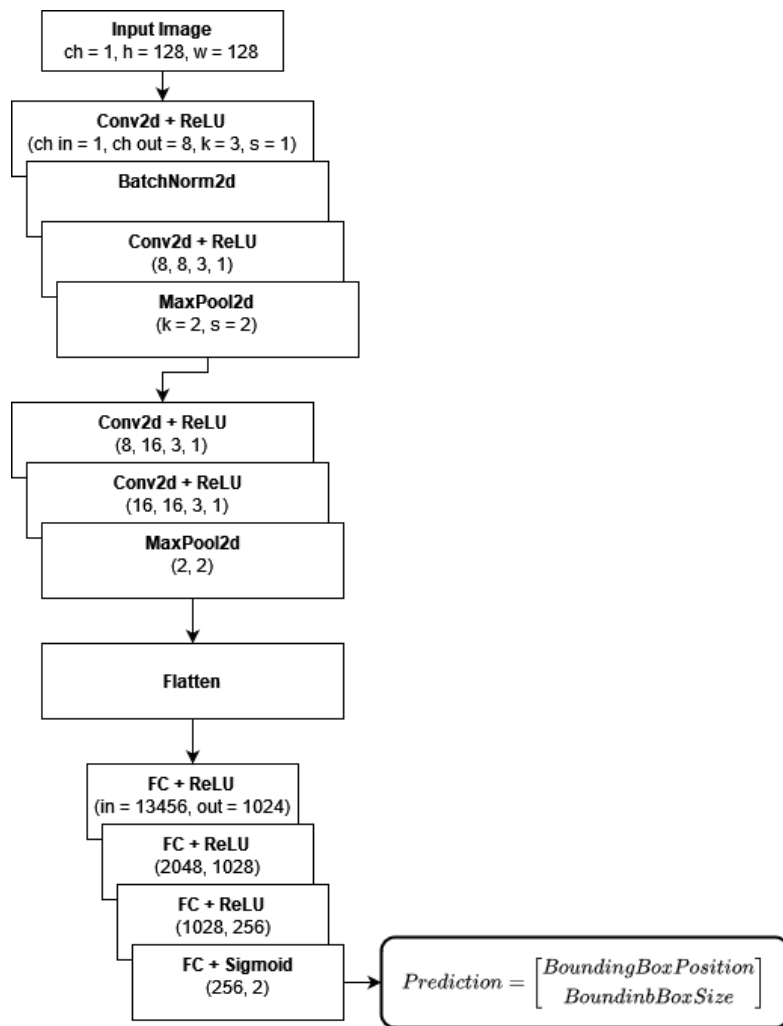 Input Image
ch = 1, h = 128, w = 128
Conv2d + ReLU
(ch in = 1, ch out = 8, k = 3, s = 1)
BatchNorm2d
Conv2d + ReLU
(8, 8, 3, 1)
MaxPool2d
(k = 2, s = 2)
Conv2d + ReLU
(8, 16, 3, 1)
Conv2d + ReLU
(16, 16, 3, 1)
MaxPool2d
(2, 2)
Flatten
FC + ReLU
(in = 13456, out = 1024)
FC + ReLU
(2048, 1028)
FC + ReLU
(1028, 256)
FC + Sigmoid
(256, 2)
Prediction = [BoundingBoxPosition
BoundinbBoxSize]